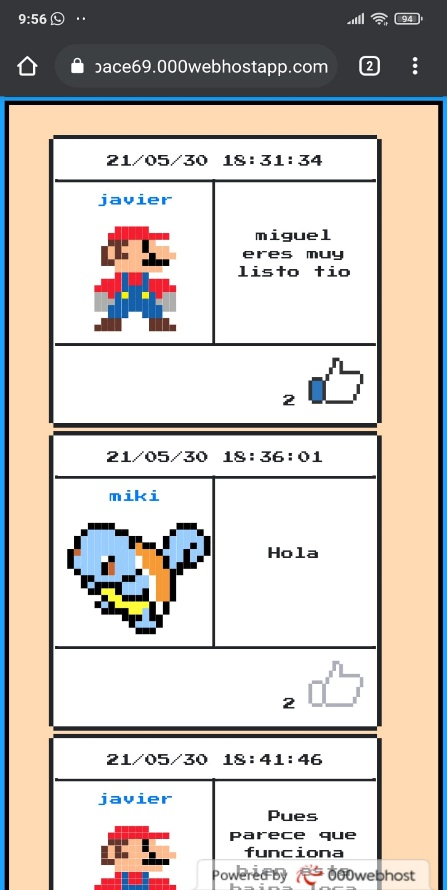 9:56
94
pace69.000webhostapp.com
2
21/05/30 18:31:34
javier
miguel
eres muy
listo tio
2
21/05/30 18:36:01
miki
Hola
2
21/05/30 18:41:46
javier
Pues
parece que
funciona
bien esta
Powered by 000webhost